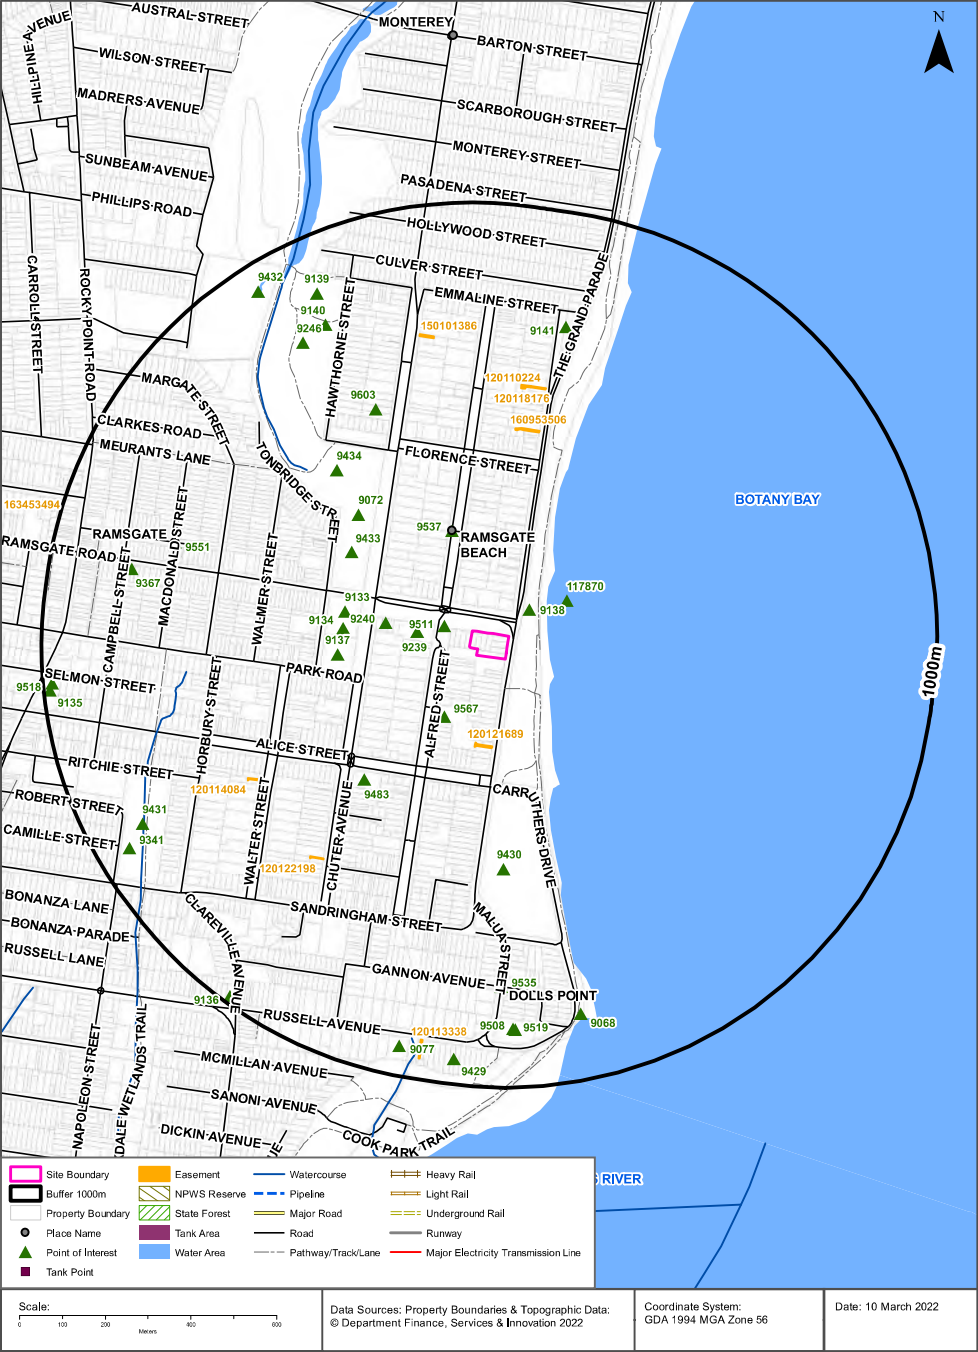 AUSTRAL STREET
MONTEREY
N
BARTON STREET
WILSON STREET
MADRERS AVENUE
SCARBOROUGH STREET
MONTEREY STREET
SUNBEAM AVENUE
PASADENA STREET
PHILLIPS ROAD
HOLLYWOOD STREET
CARROLL STREET
ROCKY POINT ROAD
CULVER STREET
9432
9139
9140
9246
HAWTHORNE STREET
EMMALINE STREET
THE GRAND PARADE
150101386
9141
MARGATE STREET
120110224
120118176
160953506
9603
CLARKES ROAD
MEURANTS LANE
FLORENCE STREET
9434
TONBRIDGE STREET
BOTANY BAY
163453494
9072
9537
RAMSGATE
BEACH
RAMSGATE
9551
9433
RAMSGATE ROAD
9367
CAMPBELL STREET
MACDONALD STREET
WALMER STREET
117870
9138
9133
9134
9240
9511
9137
9239
PARK ROAD
1000m
SELMON STREET
9518
9135
HORBURY STREET
ALFRED STREET
9567
120121689
ALICE STREET
RITCHIE STREET
120114084
9483
CARRUTHERS DRIVE
ROBERT STREET
9431
CAMILLE STREET
9341
WALTER STREET
CHUTER AVENUE
9430
120122198
BONANZA LANE
BONANZA PARADE
RUSSELL LANE
CLAREVILLE AVENUE
SANDRINGHAM STREET
MALUA STREET
GANNON AVENUE
9535
DOLLS POINT
9136
RUSSELL AVENUE
9508
9519
9068
120113338
9077
9429
NAPOLEON STREET
KDALE WETLANDS TRAIL
MCMILLAN AVENUE
SANONI AVENUE
DICKIN AVENUE
COOK PARK TRAIL
RIVER
Site Boundary
Buffer 1000m
Property Boundary
Place Name
Point of Interest
Tank Point
Easement
NPWS Reserve
State Forest
Tank Area
Water Area
Watercourse
Pipeline
Major Road
Road
Pathway/Track/Lane
Heavy Rail
Light Rail
Underground Rail
Runway
Major Electricity Transmission Line
Scale:
0 100 200 400 600
Meters
Data Sources: Property Boundaries & Topographic Data:
© Department Finance, Services & Innovation 2022
Coordinate System:
GDA 1994 MGA Zone 56
Date: 10 March 2022